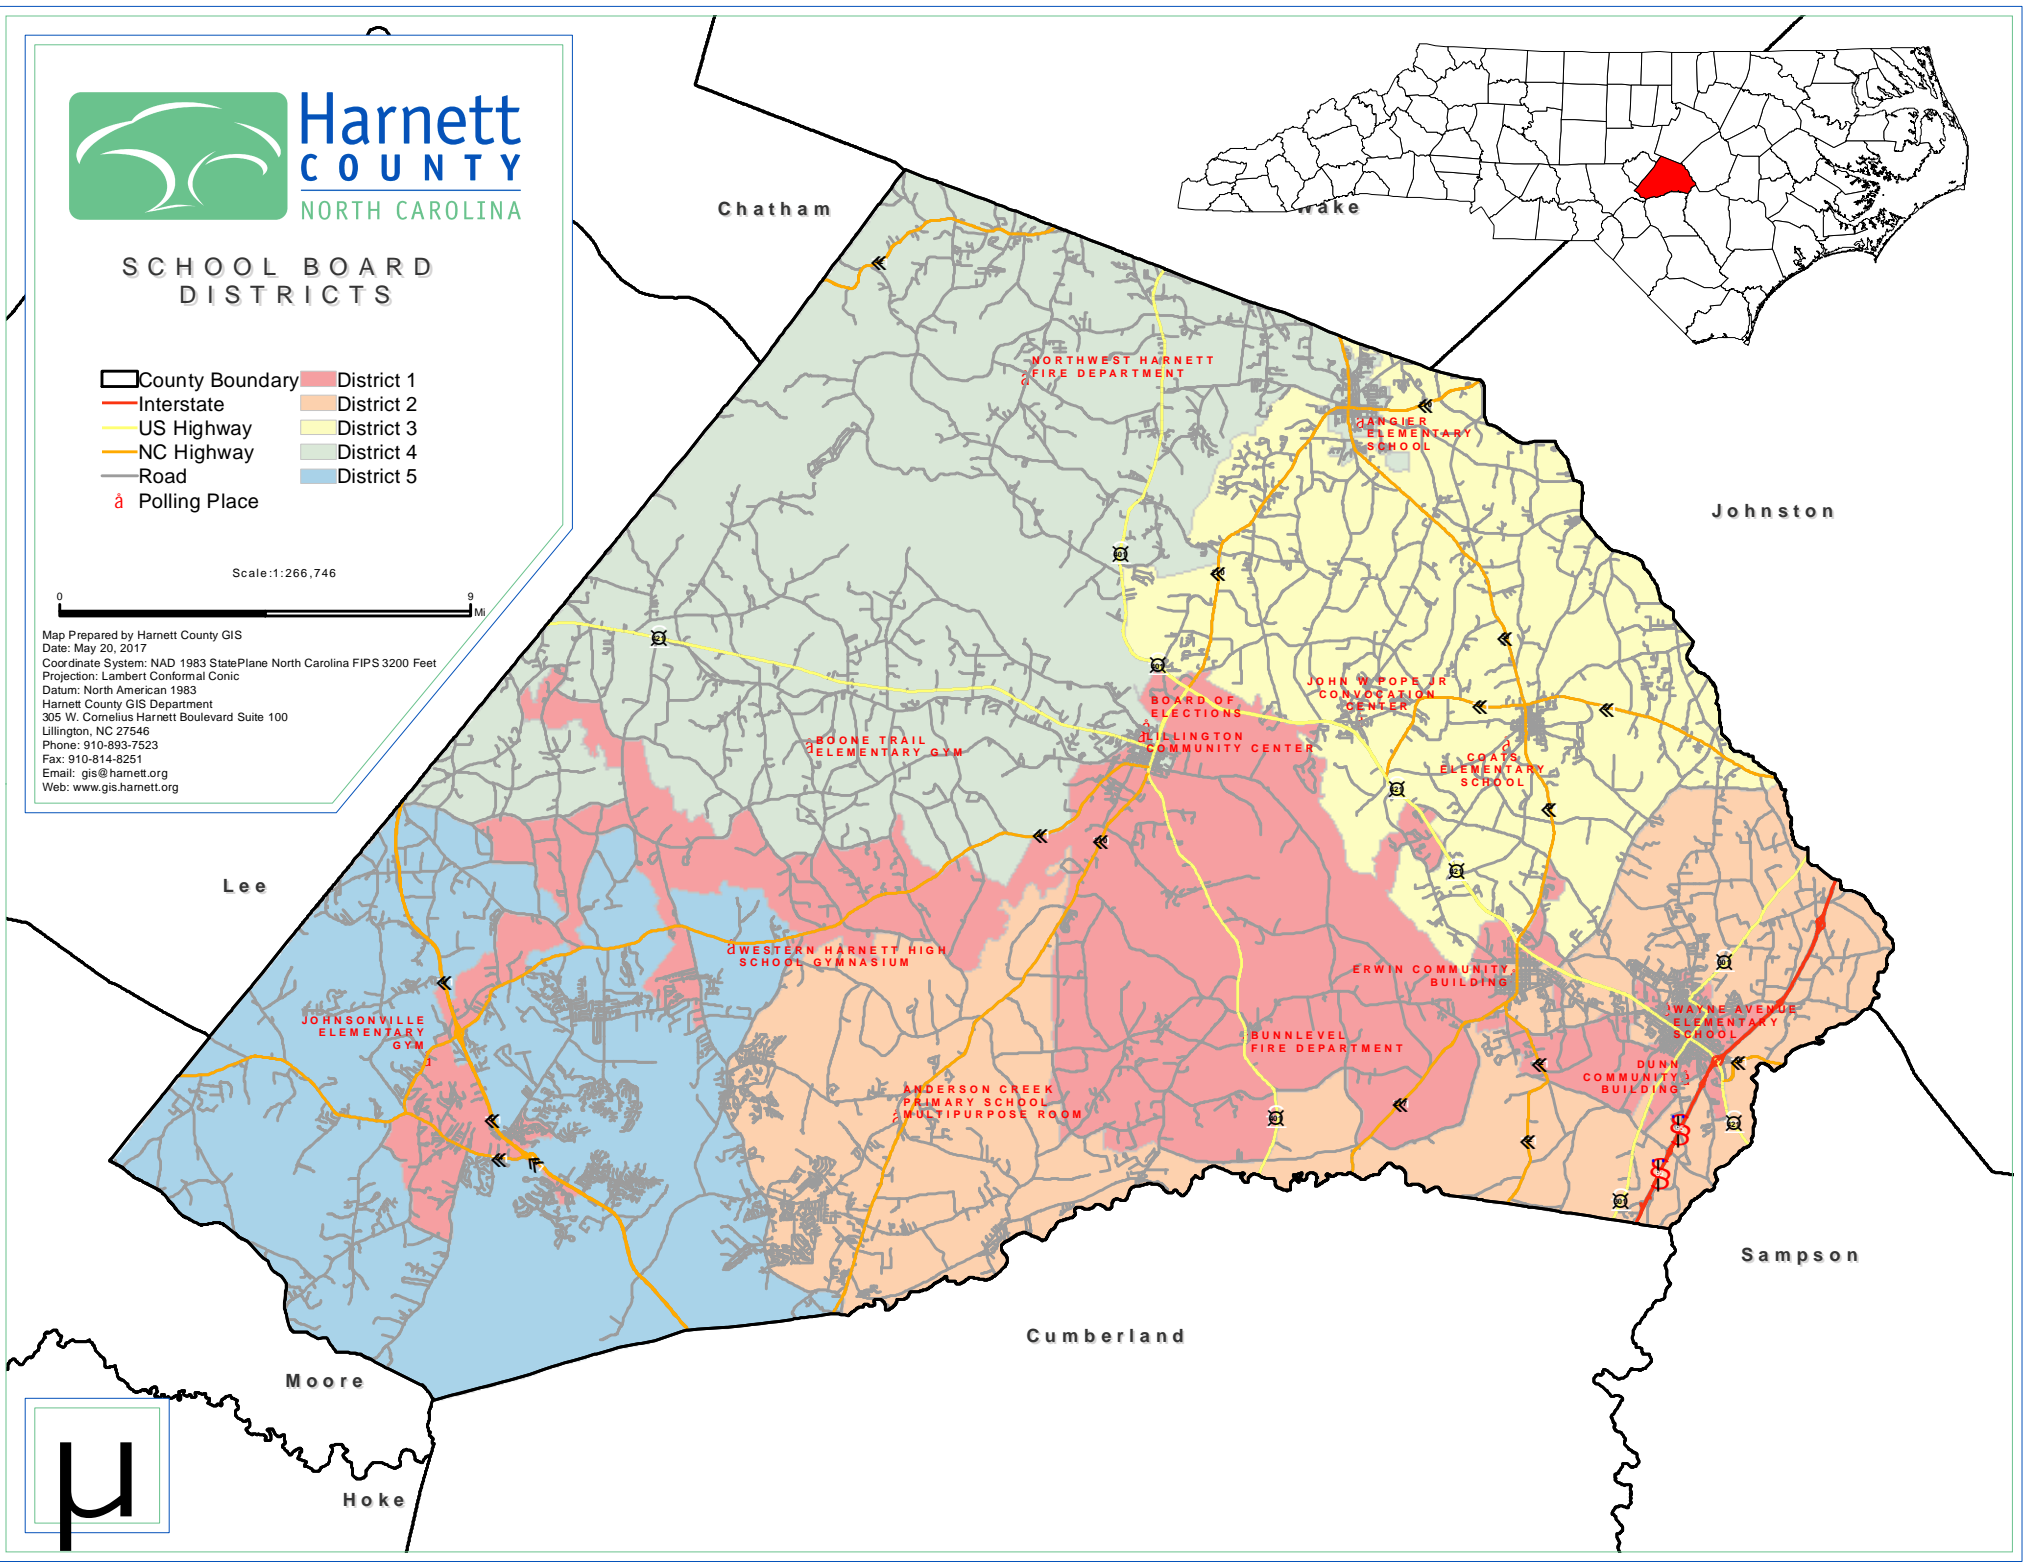 Harnett
COUNTY
NORTH CAROLINA
SCHOOL BOARD
DISTRICTS
County Boundary
Interstate
US Highway
NC Highway
Road
å Polling Place
District 1
District 2
District 3
District 4
District 5
Scale:1:266,746
0 9
Mi
Map Prepared by Harnett County GIS
Date: May 20, 2017
Coordinate System: NAD 1983 StatePlane North Carolina FIPS 3200 Feet
Projection: Lambert Conformal Conic
Datum: North American 1983
Harnett County GIS Department
305 W. Cornelius Harnett Boulevard Suite 100
Lillington, NC 27546
Phone: 910-893-7523
Fax: 910-814-8251
Email: gis@harnett.org
Web: www.gis.harnett.org
Chatham
Wake
Johnston
Lee
Sampson
Cumberland
Moore
Hoke
NORTHWEST HARNETT
FIRE DEPARTMENT
ANGIER
ELEMENTARY
SCHOOL
JOHN W POPE JR
CONVOCATION
CENTER
BOARD OF
ELECTIONS
LILLINGTON
COMMUNITY CENTER
BOONE TRAIL
ELEMENTARY GYM
COATS
ELEMENTARY
SCHOOL
WESTERN HARNETT HIGH
SCHOOL GYMNASIUM
ERWIN COMMUNITY
BUILDING
JOHNSONVILLE
ELEMENTARY
GYM
WAYNE AVENUE
ELEMENTARY
SCHOOL
BUNNLEVEL
FIRE DEPARTMENT
DUNN
COMMUNITY
BUILDING
ANDERSON CREEK
PRIMARY SCHOOL
MULTIPURPOSE ROOM
µ